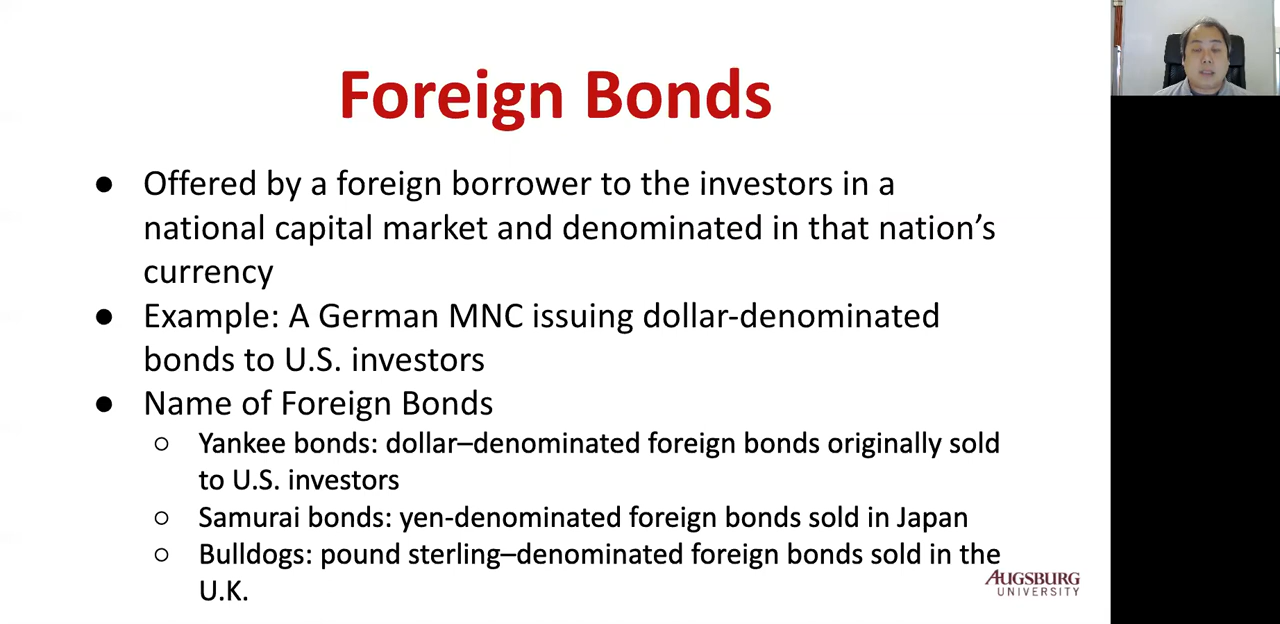 Foreign Bonds
● Offered by a foreign borrower to the investors in a
national capital market and denominated in that nation’s
currency
● Example: A German MNC issuing dollar-denominated
bonds to U.S. investors
● Name of Foreign Bonds
○ Yankee bonds: dollar–denominated foreign bonds originally sold
to U.S. investors
○ Samurai bonds: yen-denominated foreign bonds sold in Japan
○ Bulldogs: pound sterling–denominated foreign bonds sold in the
U.K.
AUGSBURG
UNIVERSITY